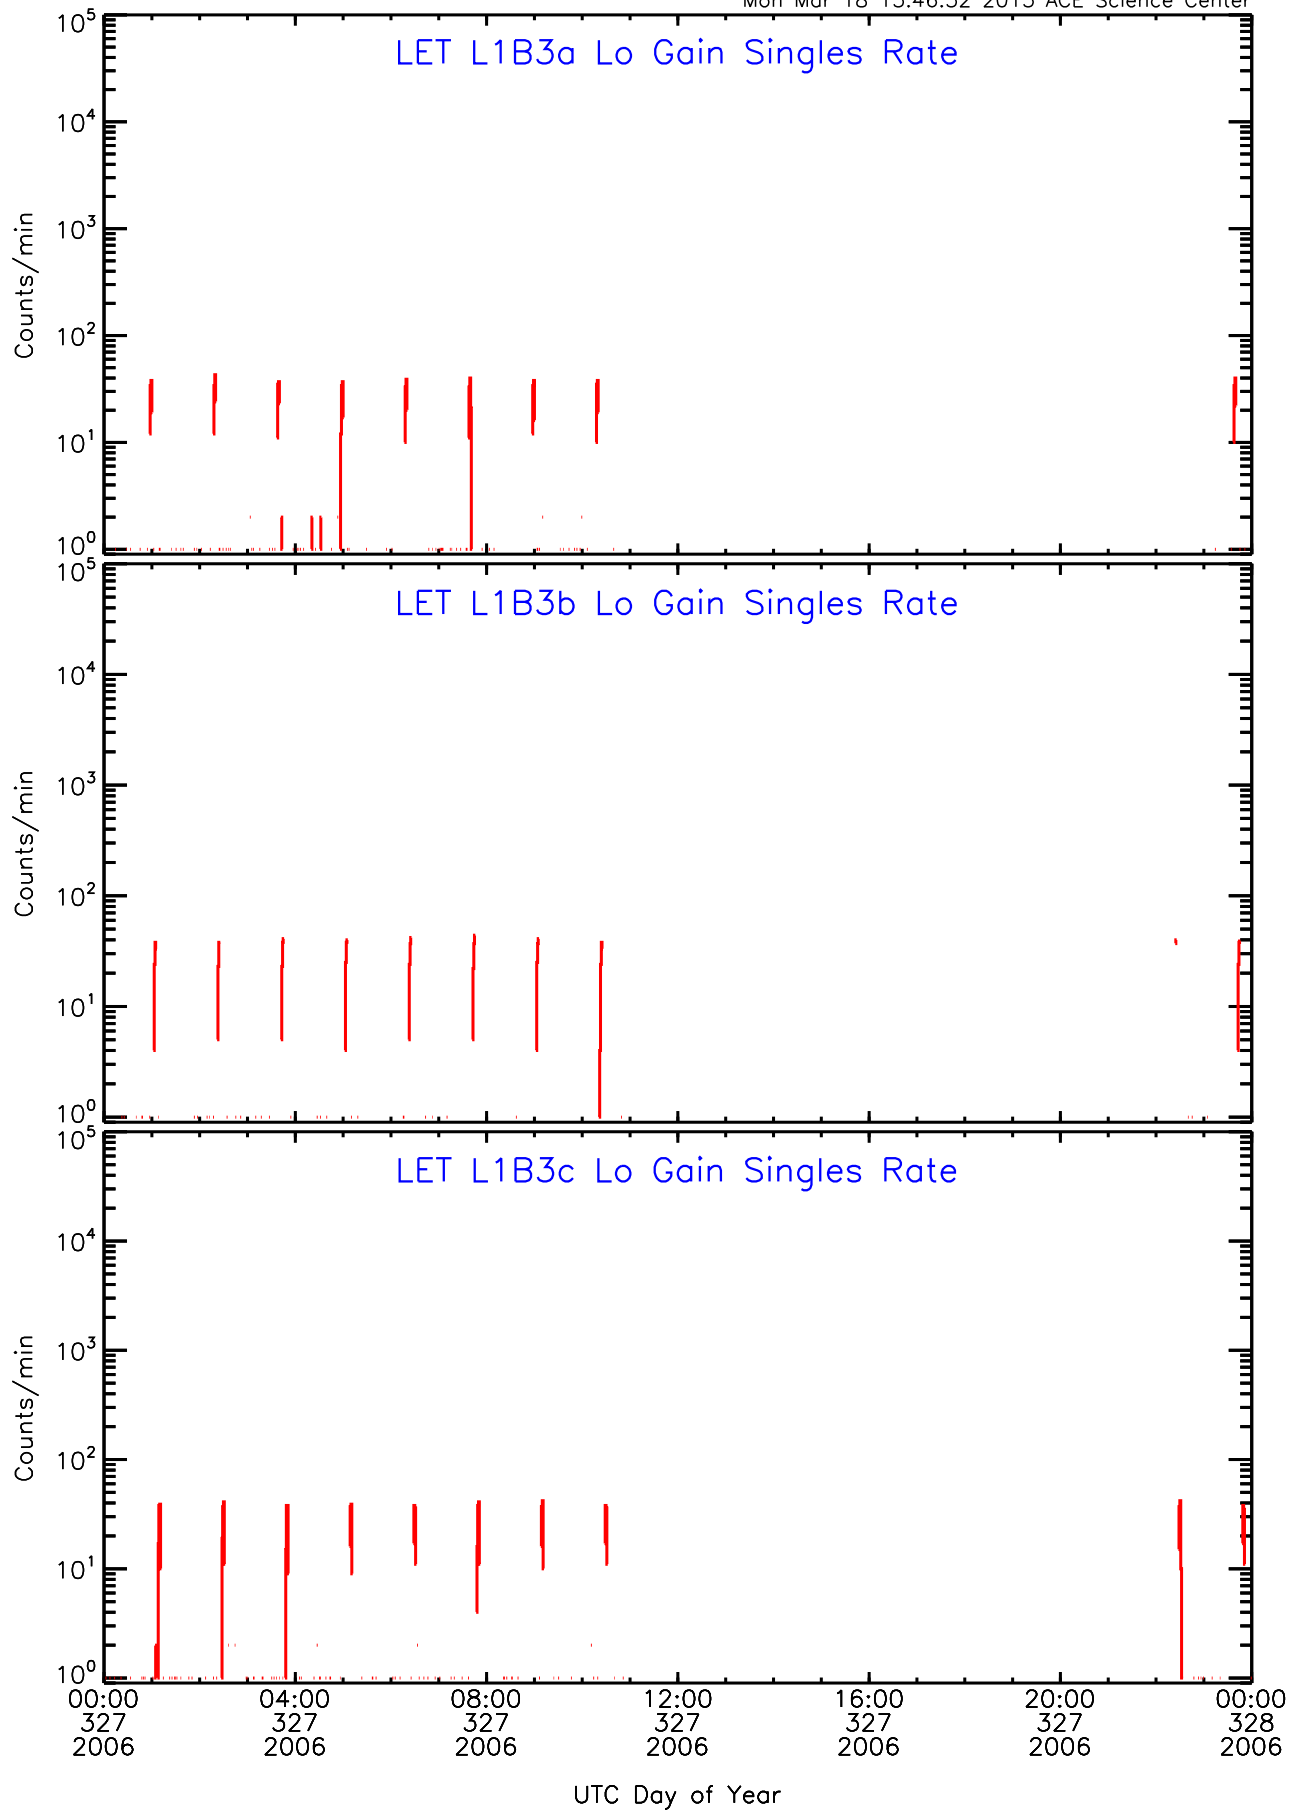 LET L1B3a Lo Gain Singles Rate
10^5
10^4
10^3
10^2
10^1
10^0
Counts/min
LET L1B3b Lo Gain Singles Rate
10^5
10^4
10^3
10^2
10^1
10^0
Counts/min
LET L1B3c Lo Gain Singles Rate
10^5
10^4
10^3
10^2
10^1
10^0
Counts/min
00:00 04:00 08:00 12:00 16:00 20:00 00:00
327 327 327 327 327 327 328
2006 2006 2006 2006 2006 2006 2006
UTC Day of Year